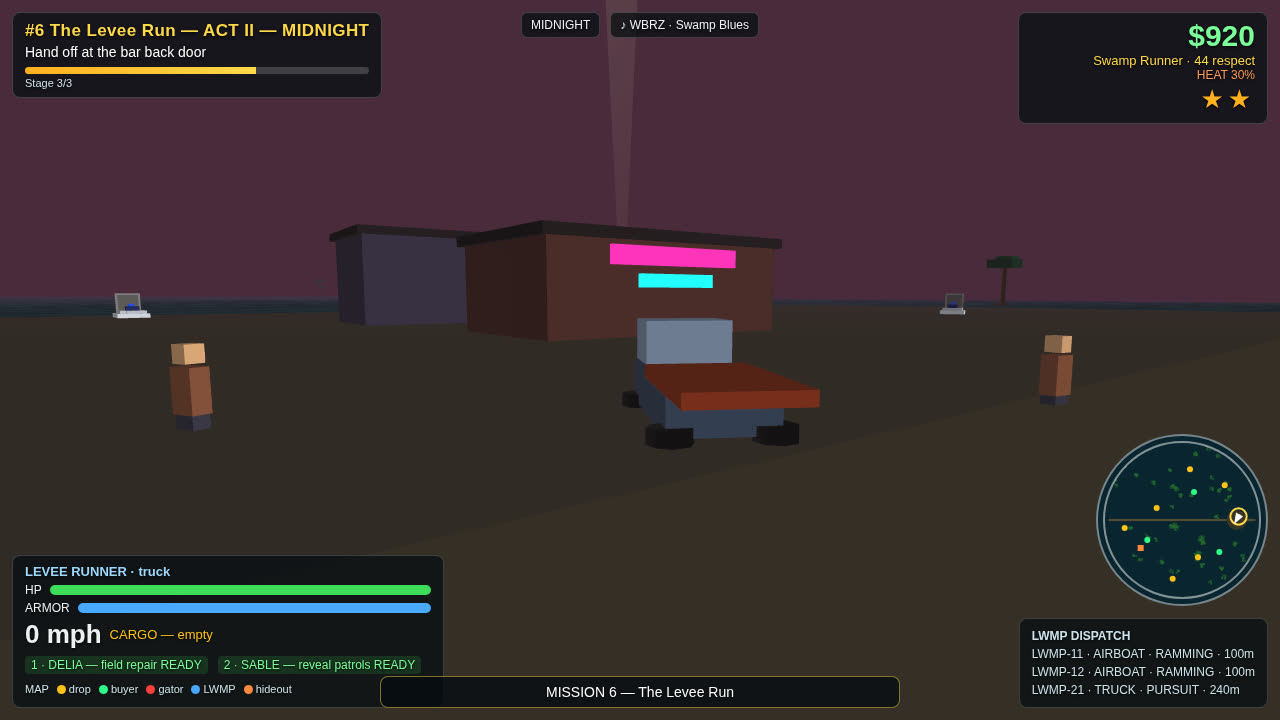 #6 The Levee Run — ACT II — MIDNIGHT
Hand off at the bar back door
Stage 3/3
MIDNIGHT
♪ WBRZ · Swamp Blues
$920
Swamp Runner · 44 respect
HEAT 30%
★★
LEVEE RUNNER · truck
HP
ARMOR
0 mph CARGO — empty
1 · DELIA — field repair READY 2 · SABLE — reveal patrols READY
MAP drop buyer gator LWMP hideout
MISSION 6 — The Levee Run
LWMP DISPATCH
LWMP-11 · AIRBOAT · RAMMING · 100m
LWMP-12 · AIRBOAT · RAMMING · 100m
LWMP-21 · TRUCK · PURSUIT · 240m